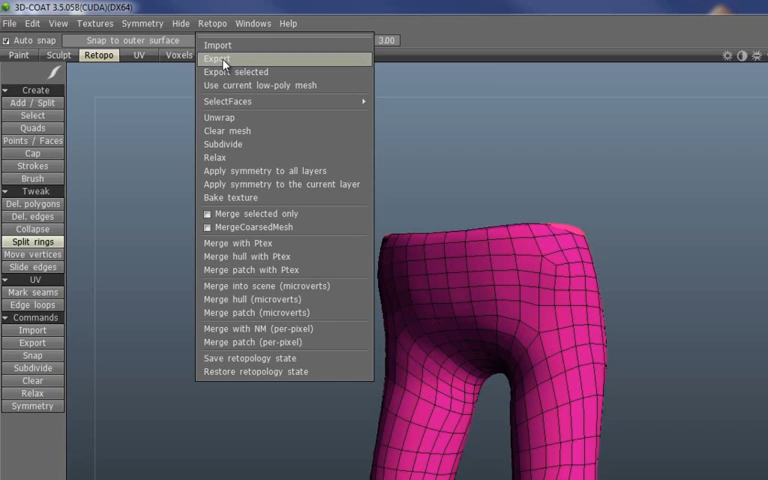 3D-COAT 3.5.05B(CUDA)(DX64)
File Edit View Textures Symmetry Hide Retopo Windows Help
Auto snap Snap to outer surface 3.00
Paint Sculpt Retopo UV Voxels
Create
Add / Split
Select
Quads
Points / Faces
Cap
Strokes
Brush
Tweak
Del. polygons
Del. edges
Collapse
Split rings
Move vertices
Slide edges
UV
Mark seams
Edge loops
Commands
Import
Export
Snap
Subdivide
Clear
Relax
Symmetry
Import
Export
Export selected
Use current low-poly mesh
SelectFaces
Unwrap
Clear mesh
Subdivide
Relax
Apply symmetry to all layers
Apply symmetry to the current layer
Bake texture
Merge selected only
MergeCoarsedMesh
Merge with Ptex
Merge hull with Ptex
Merge patch with Ptex
Merge into scene (microverts)
Merge hull (microverts)
Merge patch (microverts)
Merge with NM (per-pixel)
Merge patch (per-pixel)
Save retopology state
Restore retopology state